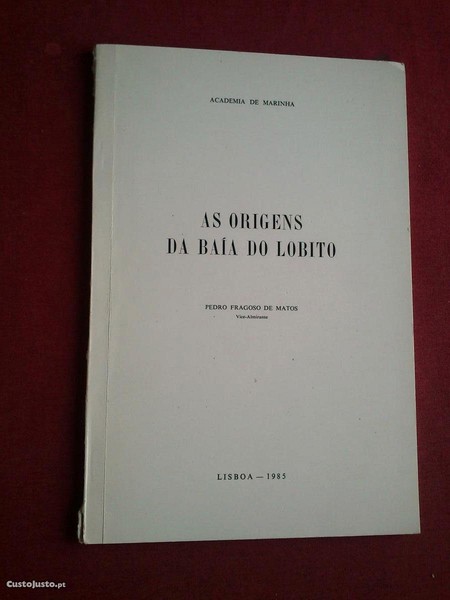 ACADEMIA DE MARINHA
AS ORIGENS
DA BAÍA DO LOBITO
PEDRO FRAGOSO DE MATOS
Vice-Almirante
LISBOA — 1985
CustoJusto.pt